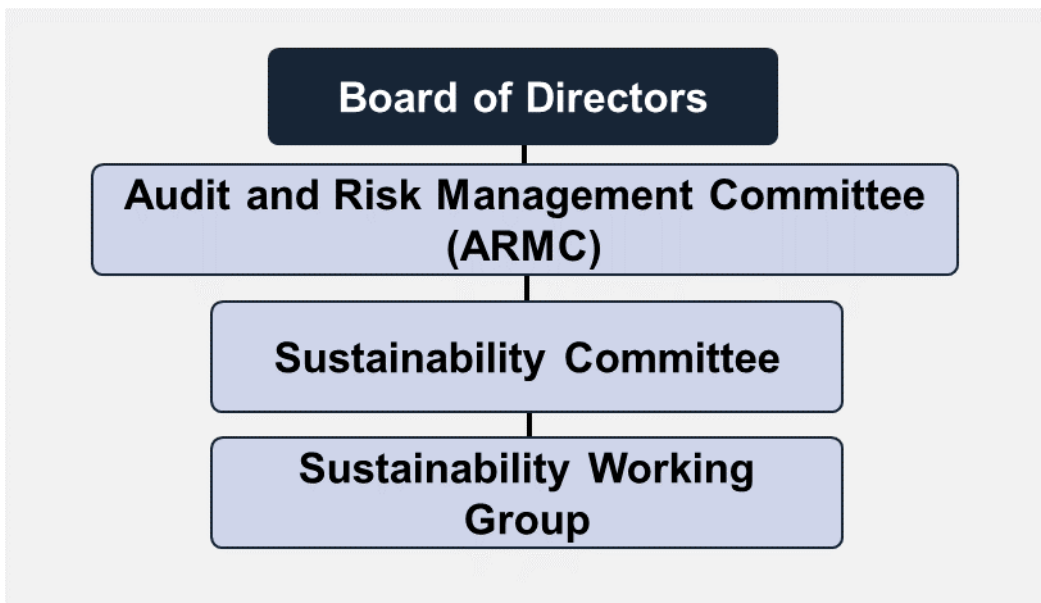 Board of Directors
Audit and Risk Management Committee
(ARMC)
Sustainability Committee
Sustainability Working
Group